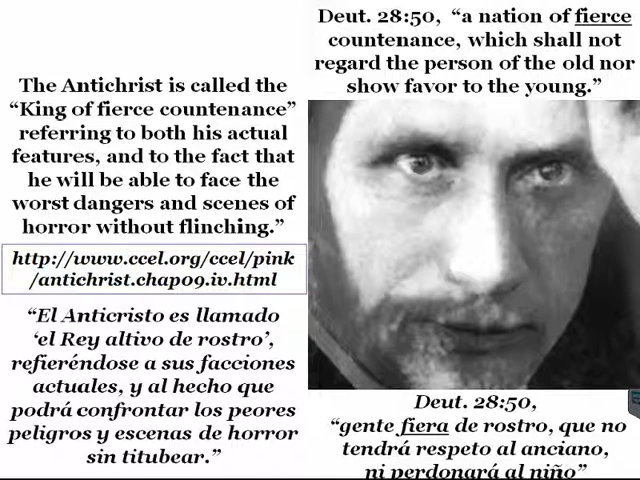 The Antichrist is called the
“King of fierce countenance”
referring to both his actual
features, and to the fact that
he will be able to face the
worst dangers and scenes of
horror without flinching.”
http://www.ccel.org/ccel/pink
/antichrist.chap09.iv.html
“El Anticristo es llamado
‘el Rey altivo de rostro’,
refieréndose a sus facciones
actuales, y al hecho que
podrá confrontar los peores
peligros y escenas de horror
sin titubear.”
Deut. 28:50, “a nation of fierce
countenance, which shall not
regard the person of the old nor
show favor to the young.”
Deut. 28:50,
“gente fiera de rostro, que no
tendrá respeto al anciano,
ni perdonará al niño”